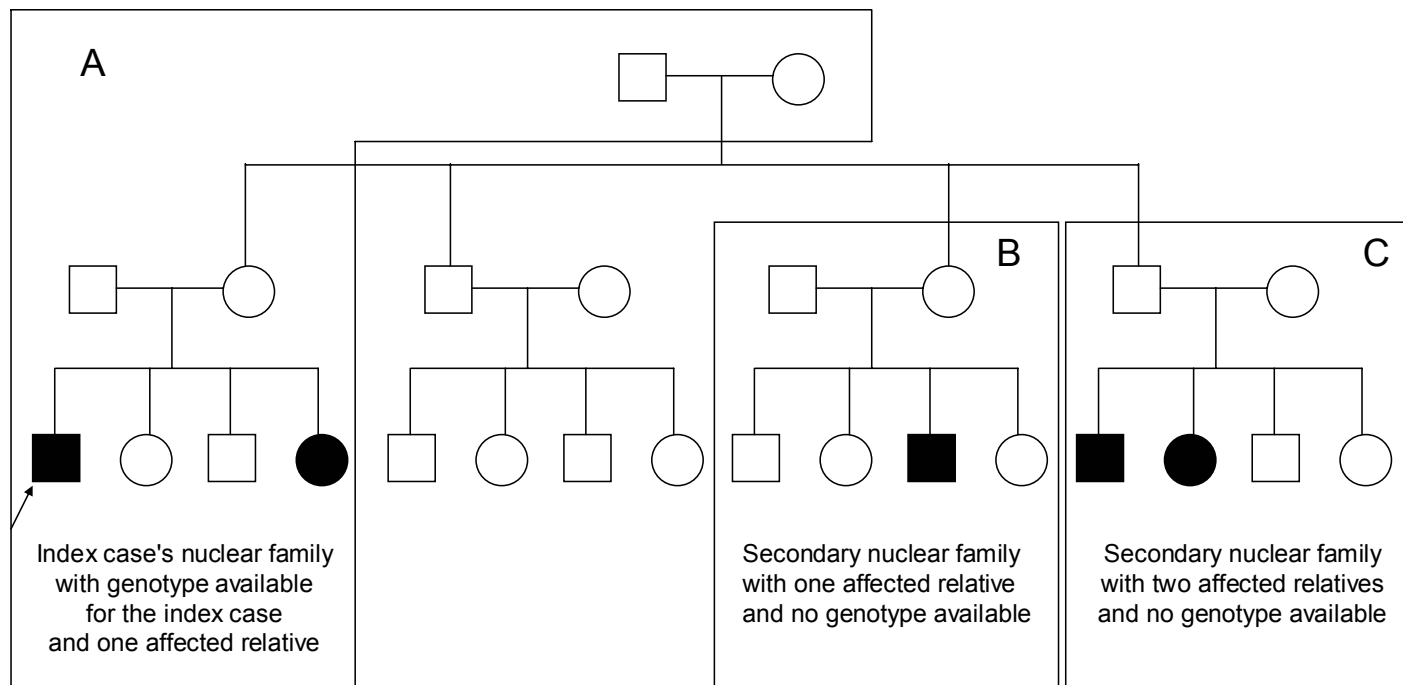 A
B
C
Index case's nuclear family
with genotype available
for the index case
and one affected relative
Secondary nuclear family
with one affected relative
and no genotype available
Secondary nuclear family
with two affected relatives
and no genotype available